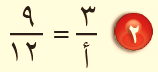 ٢ ٣/أ = ٩/١٢